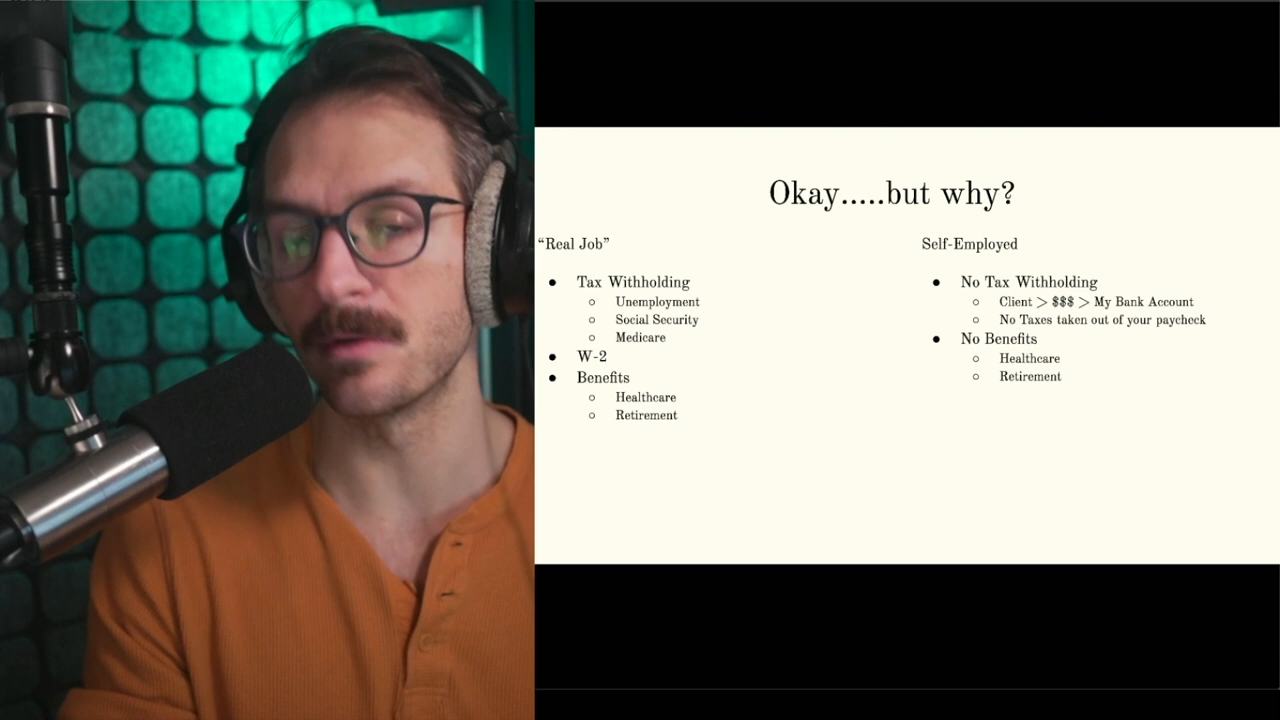 Okay.....but why?
“Real Job”
● Tax Withholding
○ Unemployment
○ Social Security
○ Medicare
● W-2
● Benefits
○ Healthcare
○ Retirement
Self-Employed
● No Tax Withholding
○ Client > $$$ > My Bank Account
○ No Taxes taken out of your paycheck
● No Benefits
○ Healthcare
○ Retirement